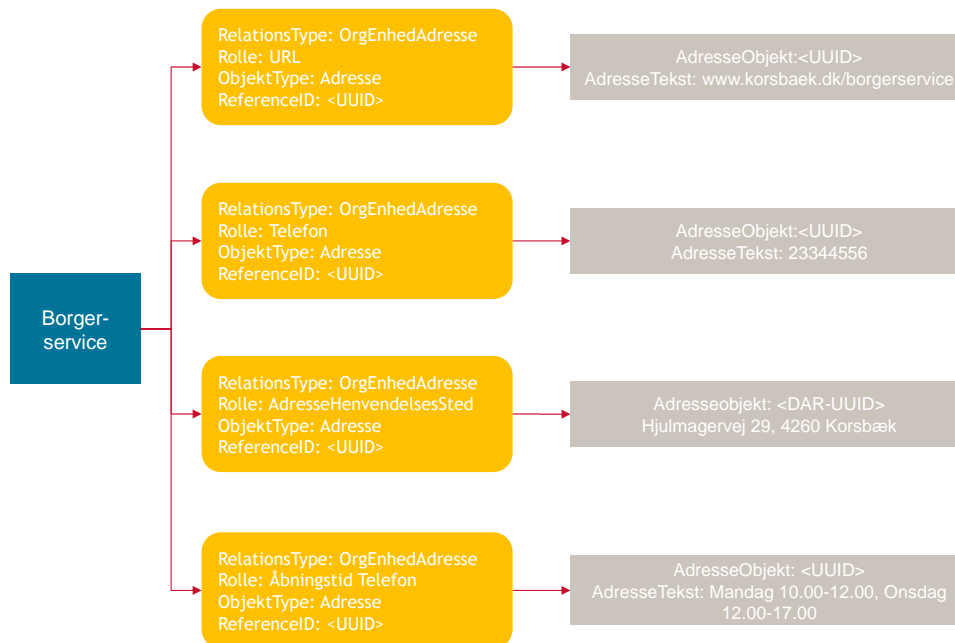 RelationsType: OrgEnhedAdresse
Rolle: URL
ObjektType: Adresse
ReferenceID: <UUID>
AdresseObjekt:<UUID>
AdresseTekst: www.korsbaek.dk/borgerservice
RelationsType: OrgEnhedAdresse
Rolle: Telefon
ObjektType: Adresse
ReferenceID: <UUID>
AdresseObjekt:<UUID>
AdresseTekst: 23344556
Borger-
service
RelationsType: OrgEnhedAdresse
Rolle: AdresseHenvendelsesSted
ObjektType: Adresse
ReferenceID: <UUID>
Adresseobjekt: <DAR-UUID>
Hjulmagervej 29, 4260 Korsbæk
RelationsType: OrgEnhedAdresse
Rolle: Åbningstid Telefon
ObjektType: Adresse
ReferenceID: <UUID>
AdresseObjekt: <UUID>
AdresseTekst: Mandag 10.00-12.00, Onsdag
12.00-17.00